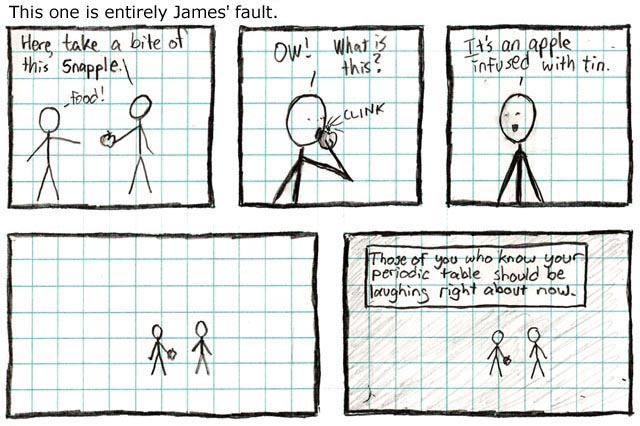 This one is entirely James' fault.
Here, take a bite of
this Snapple.
food!
OW! What is
this?
CLINK
It's an apple
infused with tin.
Those of you who know your
periodic table should be
laughing right about now.